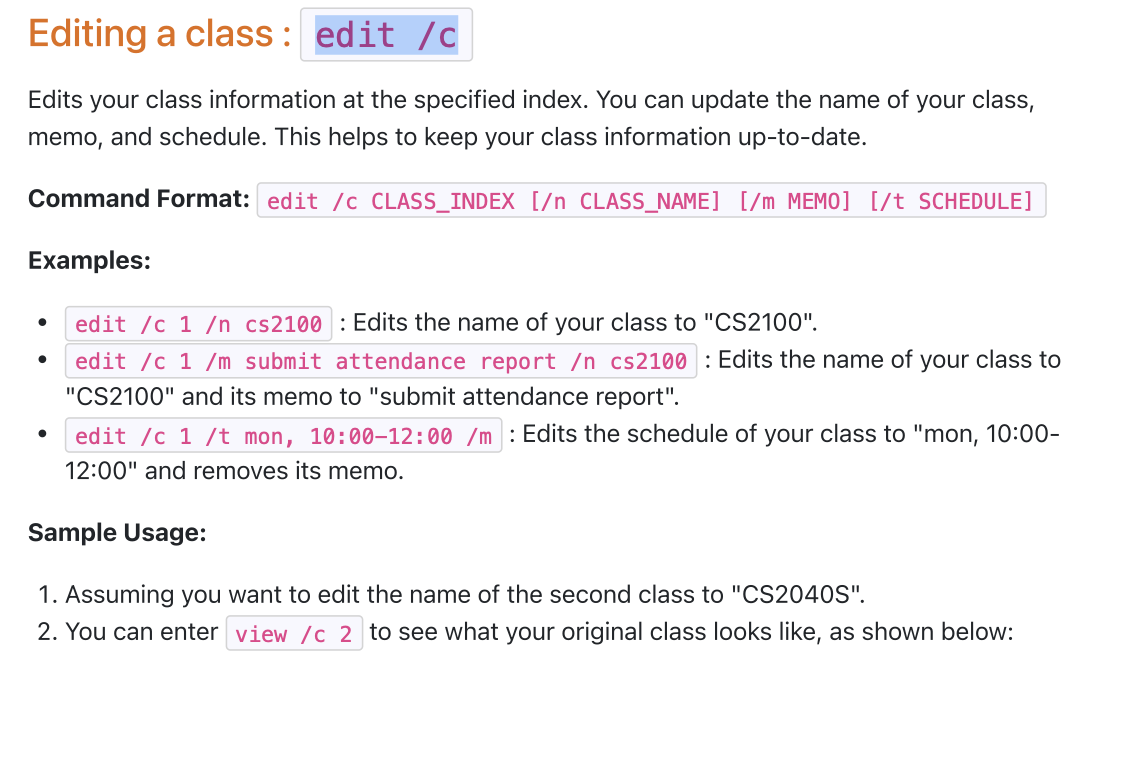 Editing a class : edit /c
Edits your class information at the specified index. You can update the name of your class,
memo, and schedule. This helps to keep your class information up-to-date.
Command Format: edit /c CLASS_INDEX [/n CLASS_NAME] [/m MEMO] [/t SCHEDULE]
Examples:
• edit /c 1 /n cs2100 : Edits the name of your class to "CS2100".
• edit /c 1 /m submit attendance report /n cs2100 : Edits the name of your class to
"CS2100" and its memo to "submit attendance report".
• edit /c 1 /t mon, 10:00-12:00 /m : Edits the schedule of your class to "mon, 10:00-
12:00" and removes its memo.
Sample Usage:
1. Assuming you want to edit the name of the second class to "CS2040S".
2. You can enter view /c 2 to see what your original class looks like, as shown below: